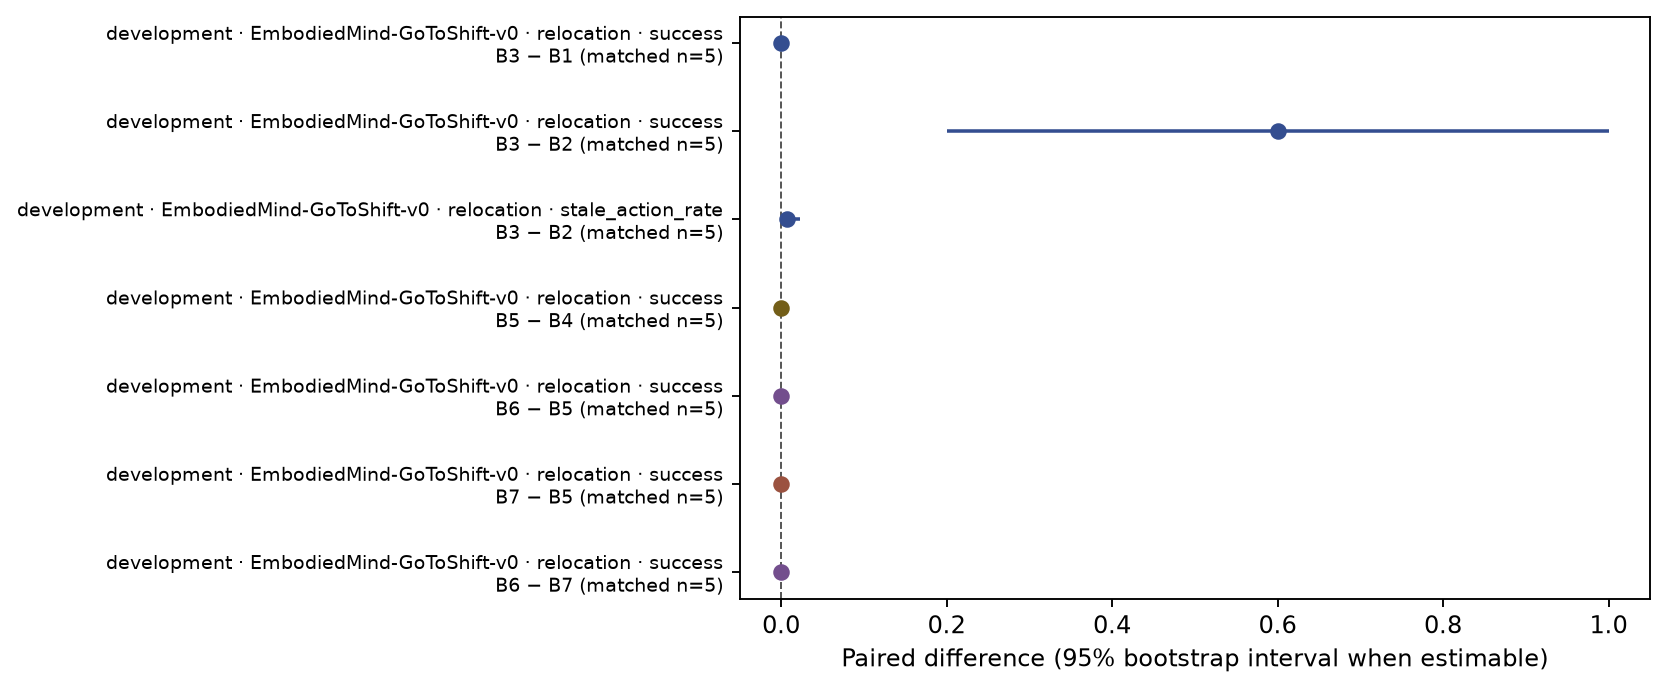 development · EmbodiedMind-GoToShift-v0 · relocation · success
B3 − B1 (matched n=5)
development · EmbodiedMind-GoToShift-v0 · relocation · success
B3 − B2 (matched n=5)
development · EmbodiedMind-GoToShift-v0 · relocation · stale_action_rate
B3 − B2 (matched n=5)
development · EmbodiedMind-GoToShift-v0 · relocation · success
B5 − B4 (matched n=5)
development · EmbodiedMind-GoToShift-v0 · relocation · success
B6 − B5 (matched n=5)
development · EmbodiedMind-GoToShift-v0 · relocation · success
B7 − B5 (matched n=5)
development · EmbodiedMind-GoToShift-v0 · relocation · success
B6 − B7 (matched n=5)
0.0 0.2 0.4 0.6 0.8 1.0
Paired difference (95% bootstrap interval when estimable)